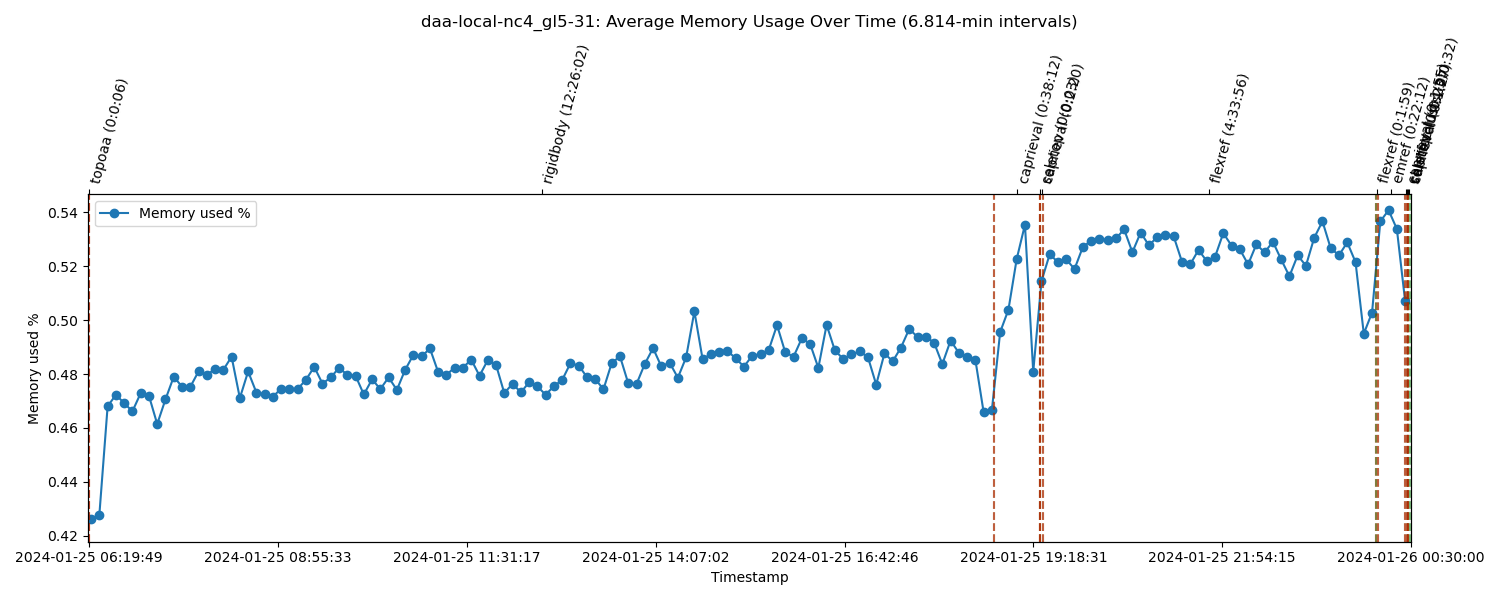 daa-local-nc4_gl5-31: Average Memory Usage Over Time (6.814-min intervals)
topoaa (0:0:06)
rigidbody (12:26:02)
caprieval (0:38:12)
flexref (4:33:56)
flexref (0:1:59)
emref (0:22:12)
Memory used %
0.54
0.52
0.50
0.48
0.46
0.44
0.42
Memory used %
2024-01-25 06:19:49
2024-01-25 08:55:33
2024-01-25 11:31:17
2024-01-25 14:07:02
2024-01-25 16:42:46
2024-01-25 19:18:31
2024-01-25 21:54:15
2024-01-26 00:30:00
Timestamp